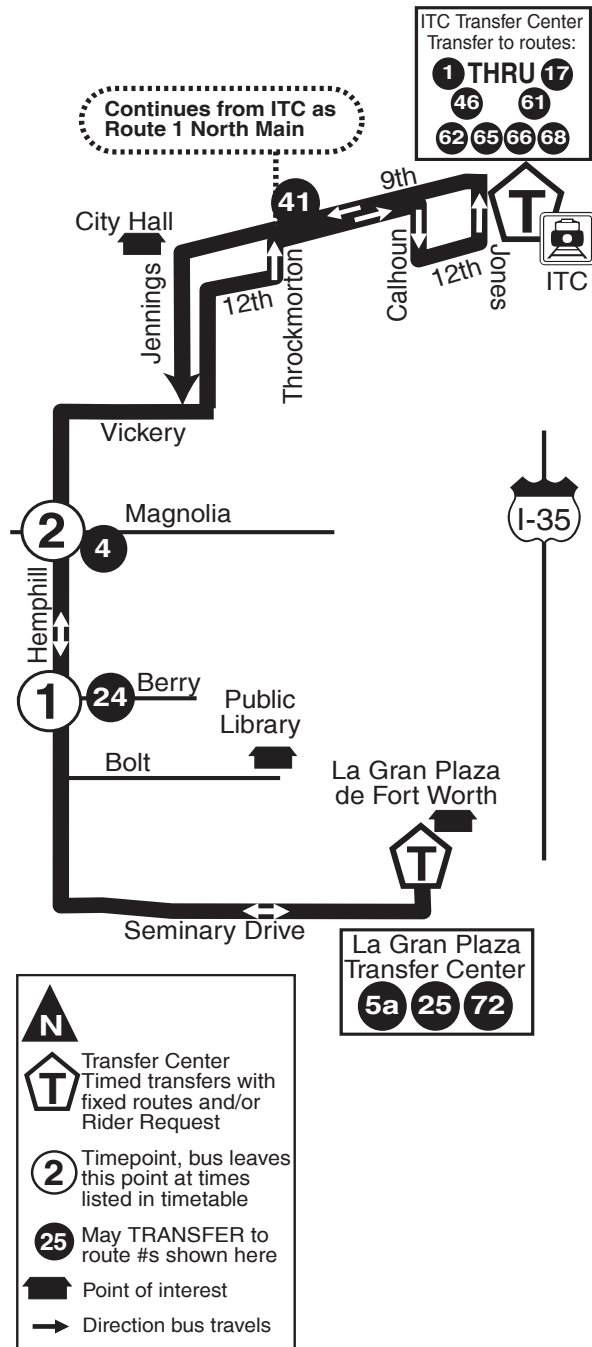 ITC Transfer Center
Transfer to routes:
1 THRU 17
46 61
62 65 66 68
Continues from ITC as
Route 1 North Main
41
9th
T
City Hall
ITC
Jennings
12th
Throckmorton
Calhoun
12th
Jones
Vickery
2
Magnolia
4
I-35
Hemphill
1
24
Berry
Public
Library
Bolt
La Gran Plaza
de Fort Worth
T
Seminary Drive
La Gran Plaza
Transfer Center
5a 25 72
N
T
Transfer Center
Timed transfers with
fixed routes and/or
Rider Request
2
Timepoint, bus leaves
this point at times
listed in timetable
25
May TRANSFER to
route #s shown here
Point of interest
Direction bus travels